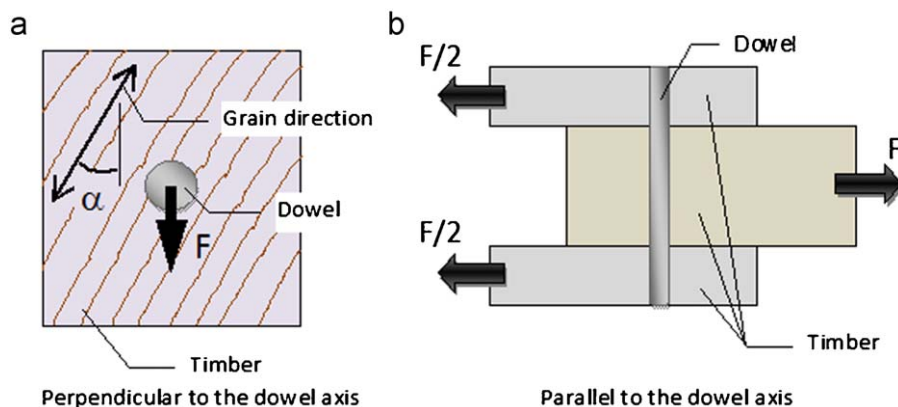 a
Grain direction
α
Dowel
F
Timber
Perpendicular to the dowel axis
b
Dowel
F/2
F
F/2
Timber
Parallel to the dowel axis